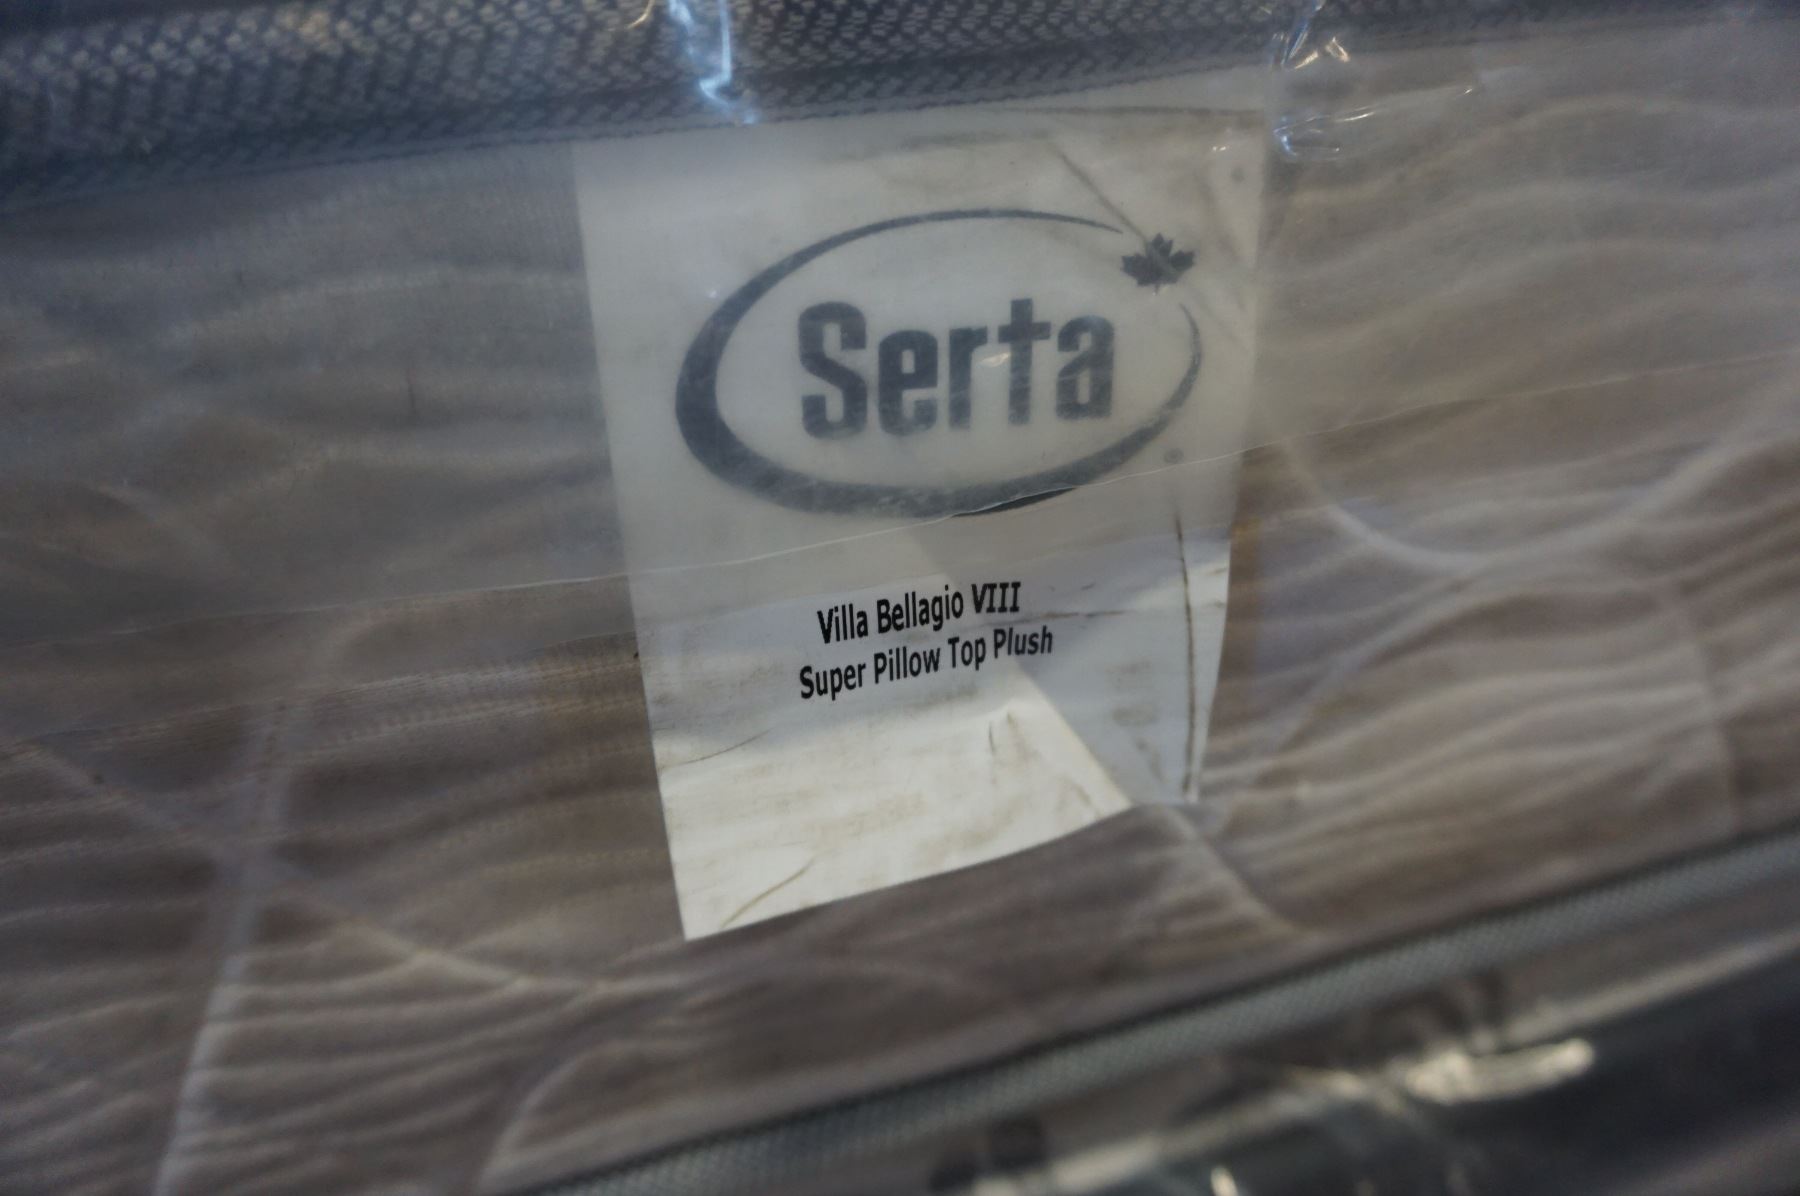 Serta
®
Villa Bellagio VIII
Super Pillow Top Plush